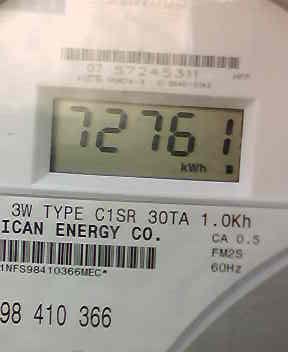 07 57245311
72761
kWh
3W TYPE C1SR 30TA 1.0Kh
ICAN ENERGY CO.
CA 0.5
FM2S
60Hz
1NFS98410366MEC*
98 410 366